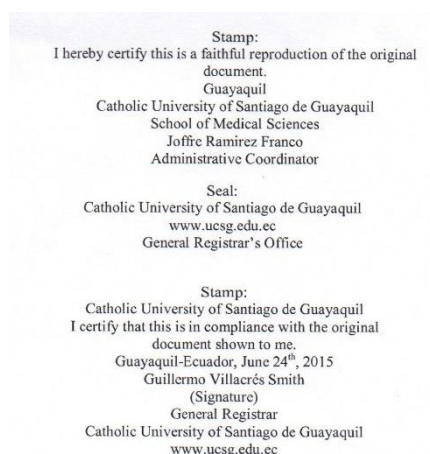 Stamp:
I hereby certify this is a faithful reproduction of the original
document.
Guayaquil
Catholic University of Santiago de Guayaquil
School of Medical Sciences
Joffre Ramirez Franco
Administrative Coordinator
Seal:
Catholic University of Santiago de Guayaquil
www.ucsg.edu.ec
General Registrar's Office
Stamp:
Catholic University of Santiago de Guayaquil
I certify that this is in compliance with the original
document shown to me.
Guayaquil-Ecuador, June 24th, 2015
Guillermo Villacrés Smith
(Signature)
General Registrar
Catholic University of Santiago de Guayaquil
www.ucsg.edu.ec